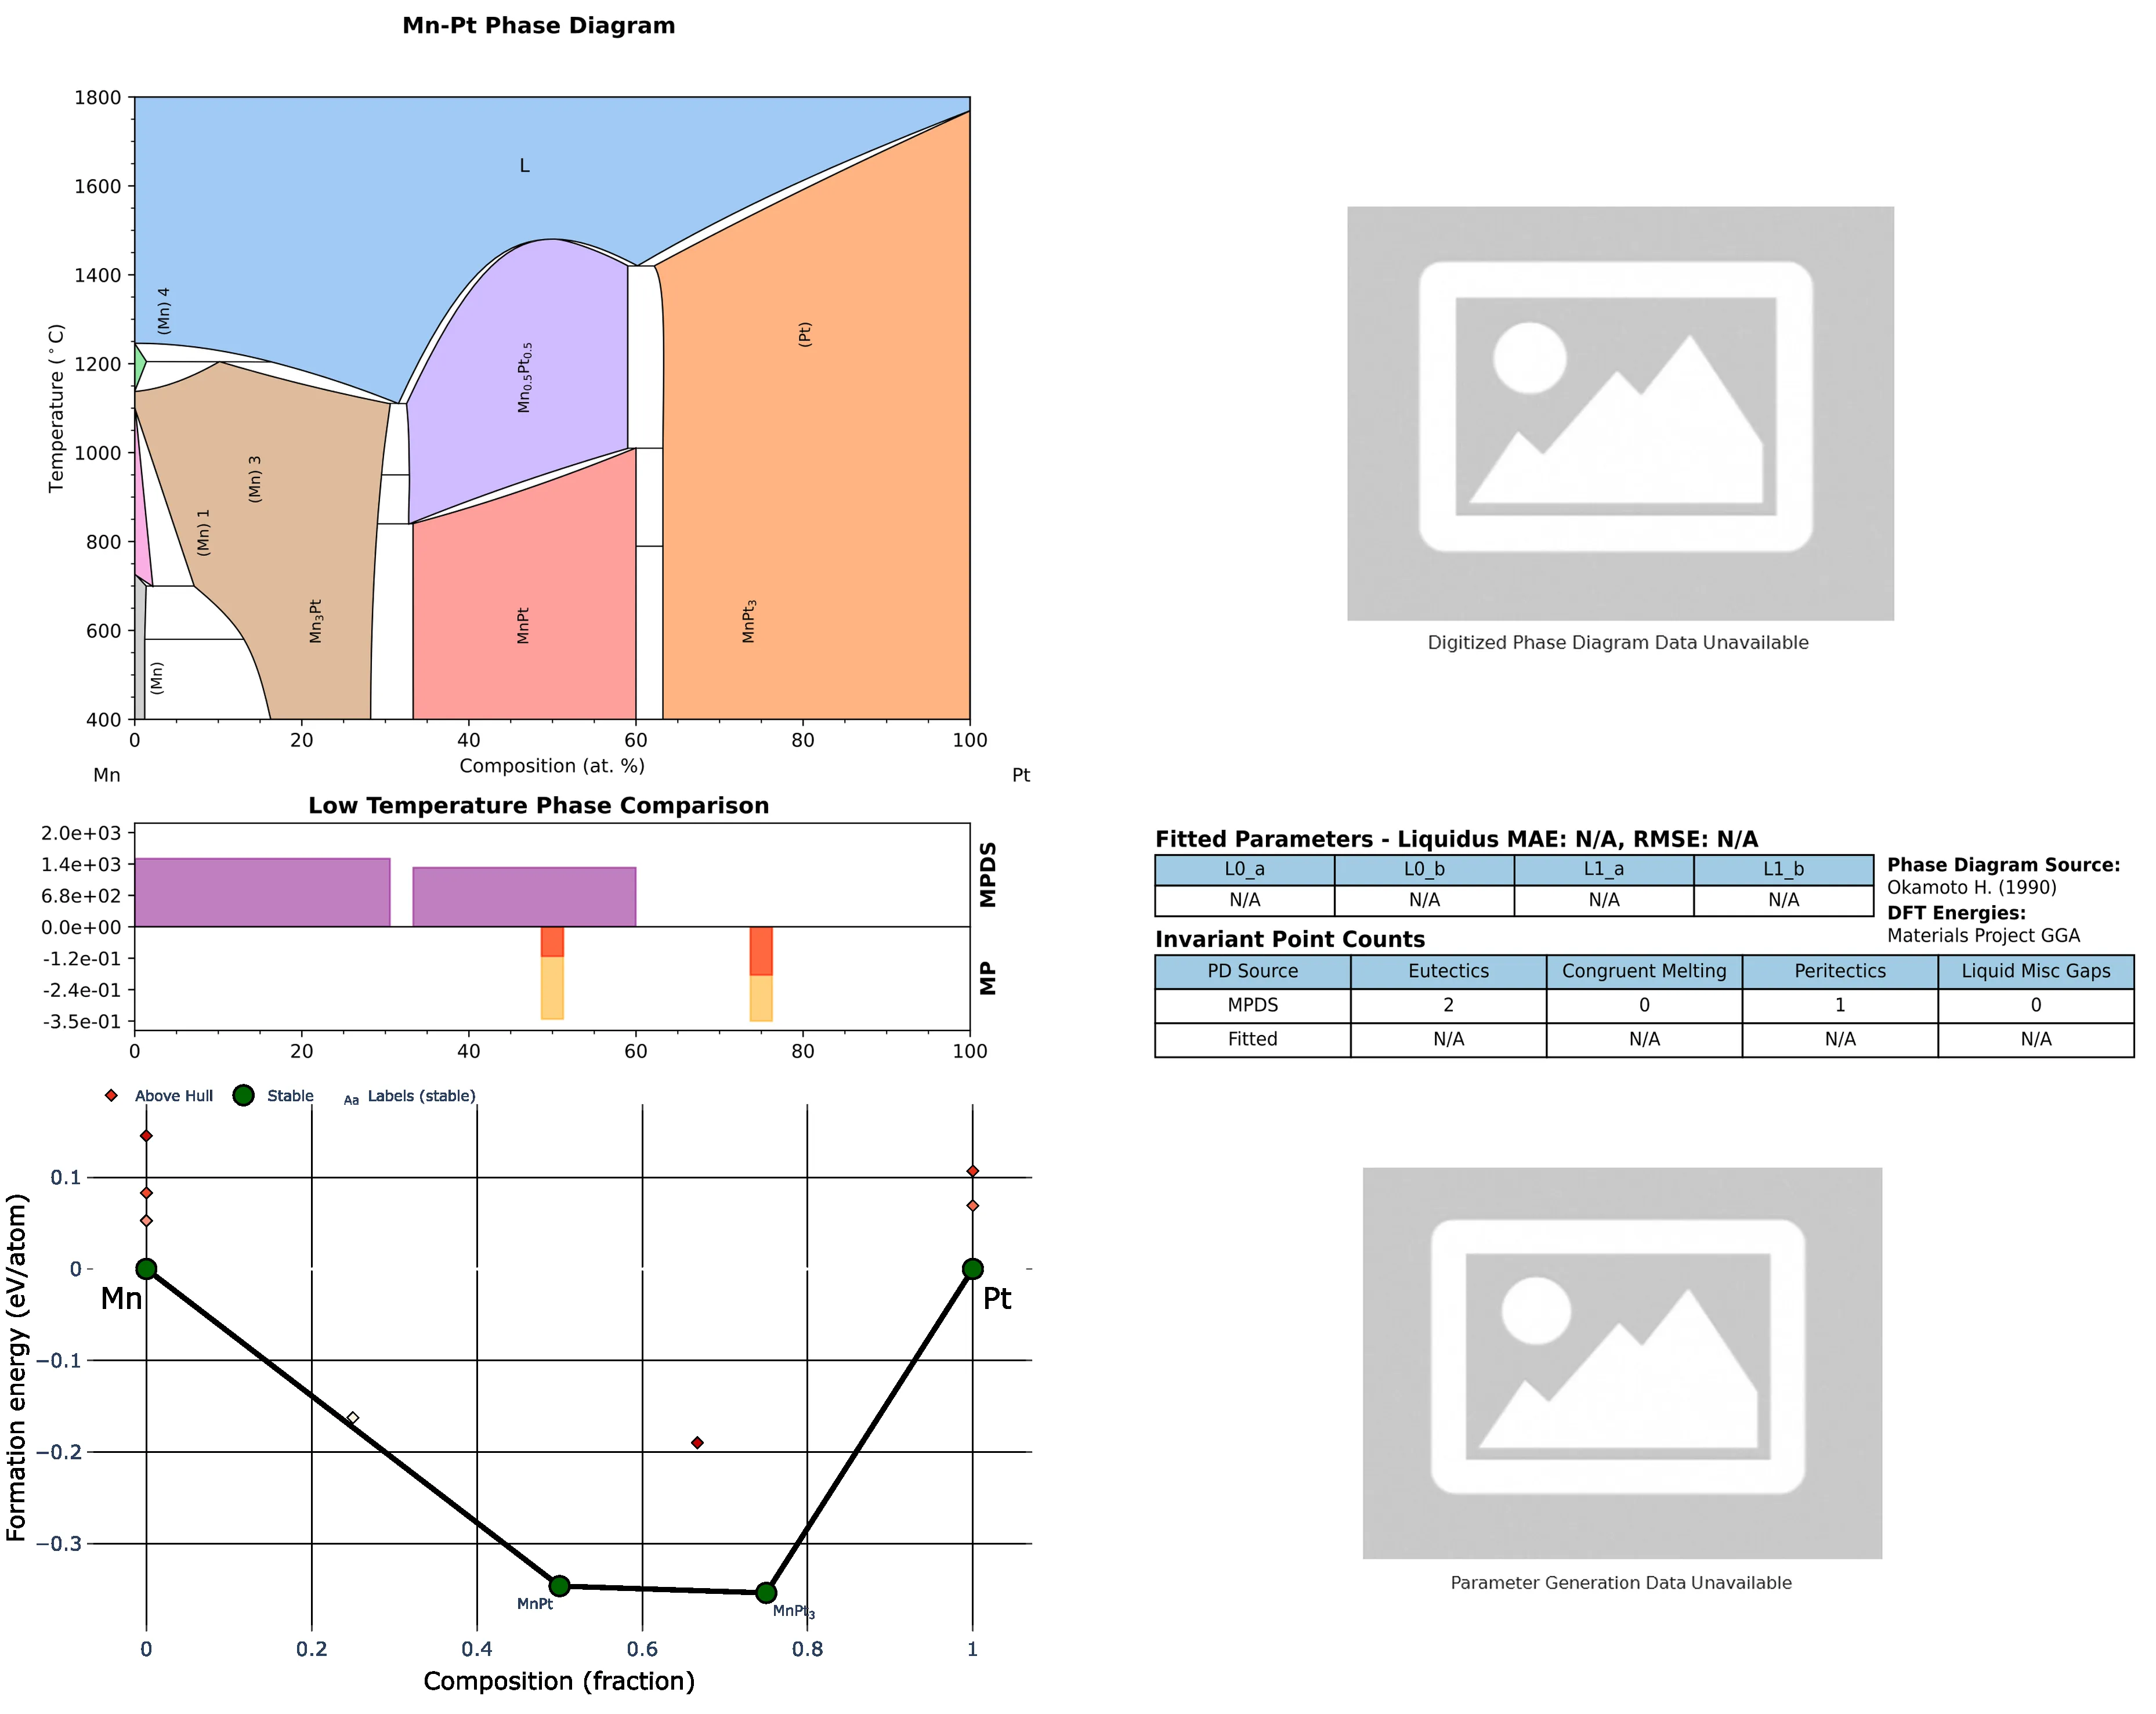 Mn-Pt Phase Diagram
1800
1600
1400
1200
1000
800
600
400
Temperature (°C)
L
(Mn) 4
(Mn) 3
(Mn) 1
(Mn)
Mn3Pt
Mn0.5Pt0.5
MnPt
(Pt)
MnPt3
0 20 40 60 80 100
Composition (at. %)
Mn Pt
Digitized Phase Diagram Data Unavailable
Low Temperature Phase Comparison
2.0e+03
1.4e+03
6.8e+02
0.0e+00
-1.2e-01
-2.4e-01
-3.5e-01
MPDS
MP
0 20 40 60 80 100
Fitted Parameters - Liquidus MAE: N/A, RMSE: N/A
L0_a L0_b L1_a L1_b
N/A N/A N/A N/A
Phase Diagram Source:
Okamoto H. (1990)
DFT Energies:
Materials Project GGA
Invariant Point Counts
PD Source Eutectics Congruent Melting Peritectics Liquid Misc Gaps
MPDS 2 0 1 0
Fitted N/A N/A N/A N/A
Above Hull Stable Aa Labels (stable)
0.1
0
−0.1
−0.2
−0.3
Formation energy (eV/atom)
Mn Pt
MnPt
MnPt3
0 0.2 0.4 0.6 0.8 1
Composition (fraction)
Parameter Generation Data Unavailable